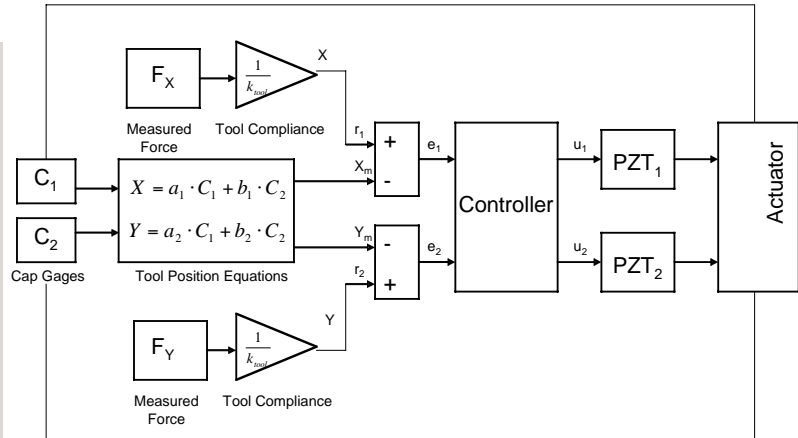 F_X
1
k_tool
X
Measured
Force
Tool Compliance
r_1
+
-
e_1
X_m
C_1
C_2
Cap Gages
X = a_1 · C_1 + b_1 · C_2
Y = a_2 · C_1 + b_2 · C_2
Tool Position Equations
Y_m
r_2
-
+
e_2
Controller
u_1
PZT_1
u_2
PZT_2
Actuator
Y
F_Y
1
k_tool
Measured
Force
Tool Compliance